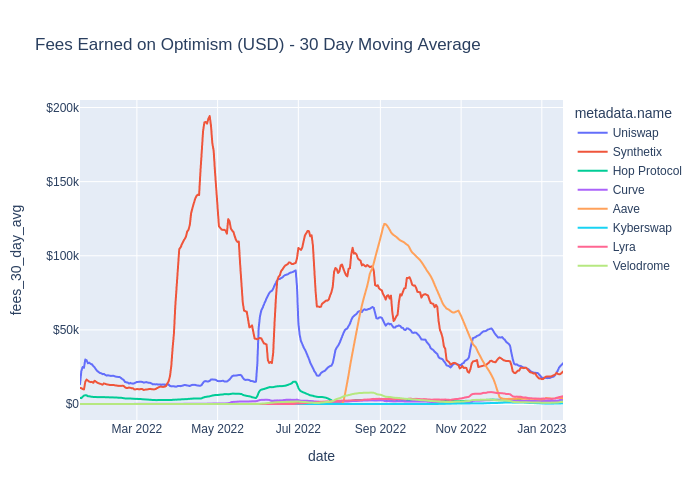 Fees Earned on Optimism (USD) - 30 Day Moving Average
metadata.name
Uniswap
Synthetix
Hop Protocol
Curve
Aave
Kyberswap
Lyra
Velodrome
fees_30_day_avg
$200k
$150k
$100k
$50k
$0
Mar 2022
May 2022
Jul 2022
Sep 2022
Nov 2022
Jan 2023
date